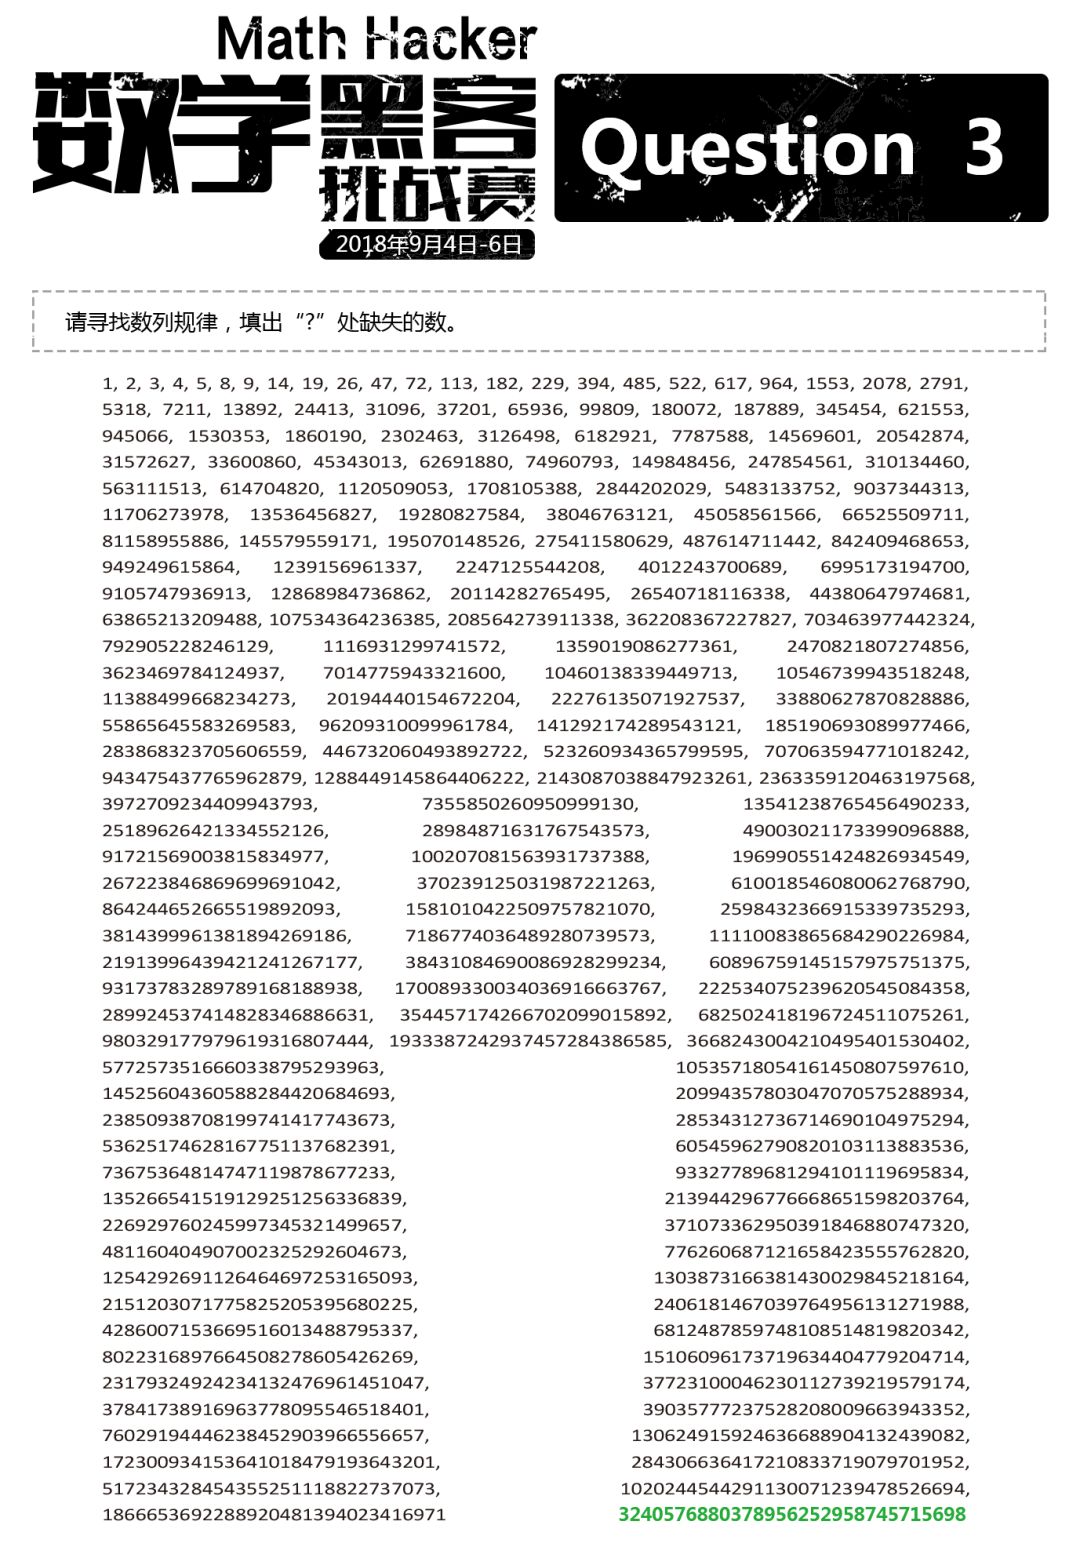 Math Hacker
数学黑客
挑战赛
2018年9月4日-6日
Question 3
请寻找数列规律，填出“?”处缺失的数。
1, 2, 3, 4, 5, 8, 9, 14, 19, 26, 47, 72, 113, 182, 229, 394, 485, 522, 617, 964, 1553, 2078, 2791,
5318, 7211, 13892, 24413, 31096, 37201, 65936, 99809, 180072, 187889, 345454, 621553,
945066, 1530353, 1860190, 2302463, 3126498, 6182921, 7787588, 14569601, 20542874,
31572627, 33600860, 45343013, 62691880, 74960793, 149848456, 247854561, 310134460,
563111513, 614704820, 1120509053, 1708105388, 2844202029, 5483133752, 9037344313,
11706273978, 13536456827, 19280827584, 38046763121, 45058561566, 66525509711,
81158955886, 145579559171, 195070148526, 275411580629, 487614711442, 842409468653,
949249615864, 1239156961337, 2247125544208, 4012243700689, 6995173194700,
9105747936913, 12868984736862, 20114282765495, 26540718116338, 44380647974681,
63865213209488, 107534364236385, 208564273911338, 362208367227827, 703463977442324,
792905228246129, 1116931299741572, 1359019086277361, 2470821807274856,
3623469784124937, 7014775943321600, 10460138339449713, 10546739943518248,
11388499668234273, 20194440154672204, 22276135071927537, 33880627870828886,
55865645583269583, 96209310099961784, 141292174289543121, 185190693089977466,
283868323705606559, 446732060493892722, 523260934365799595, 707063594771018242,
943475437765962879, 1288449145864406222, 2143087038847923261, 2363359120463197568,
3972709234409943793, 7355850260950999130, 13541238765456490233,
25189626421334552126, 28984871631767543573, 49003021173399096888,
91721569003815834977, 100207081563931737388, 196990551424826934549,
267223846869699691042, 370239125031987221263, 610018546080062768790,
864244652665519892093, 1581010422509757821070, 2598432366915339735293,
3814399961381894269186, 7186774036489280739573, 11110083865684290226984,
21913996439421241267177, 38431084690086928299234, 60896759145157975751375,
93173783289789168188938, 170089330034036916663767, 222534075239620545084358,
289924537414828346886631, 354457174266702099015892, 682502418196724511075261,
980329177979619316807444, 1933387242937457284386585, 3668243004210495401530402,
5772573516660338795293963, 10535718054161450807597610,
14525604360588284420684693, 20994357803047070575288934,
23850938708199741417743673, 28534312736714690104975294,
53625174628167751137682391, 60545962790820103113883536,
73675364814747119878677233, 93327789681294101119695834,
135266541519129251256336839, 213944296776668651598203764,
226929760245997345321499657, 371073362950391846880747320,
481160404907002325292604673, 776260687121658423555762820,
1254292691126464697253165093, 1303873166381430029845218164,
2151203071775825205395680225, 2406181467039764956131271988,
4286007153669516013488795337, 6812487859748108514819820342,
8022316897664508278605426269, 15106096173719634404779204714,
23179324924234132476961451047, 37723100046230112739219579174,
37841738916963778095546518401, 39035777237528208009663943352,
76029194446238452903966556657, 130624915924636688904132439082,
172300934153641018479193643201, 284306636417210833719079701952,
517234328454355251118822737073, 1020244544291130071239478526694,
1866653692288920481394023416971 3240576880378956252958745715698